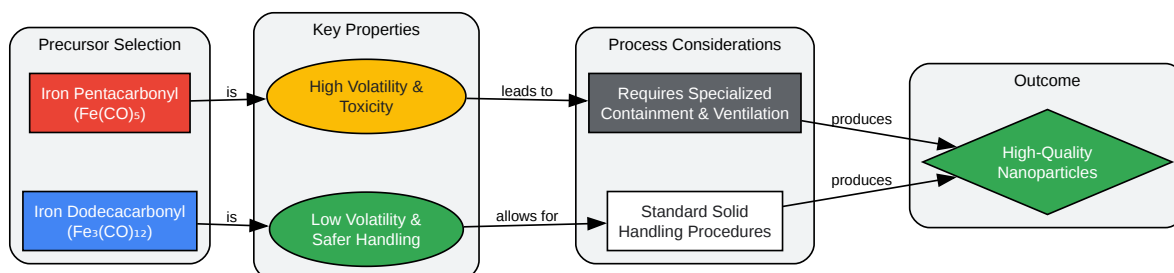 Precursor Selection
Key Properties
Process Considerations
Outcome
Iron Pentacarbonyl
(Fe(CO)₅)
is
High Volatility &
Toxicity
leads to
Requires Specialized
Containment & Ventilation
produces
High-Quality
Nanoparticles
Iron Dodecacarbonyl
(Fe₃(CO)₁₂)
is
Low Volatility &
Safer Handling
allows for
Standard Solid
Handling Procedures
produces